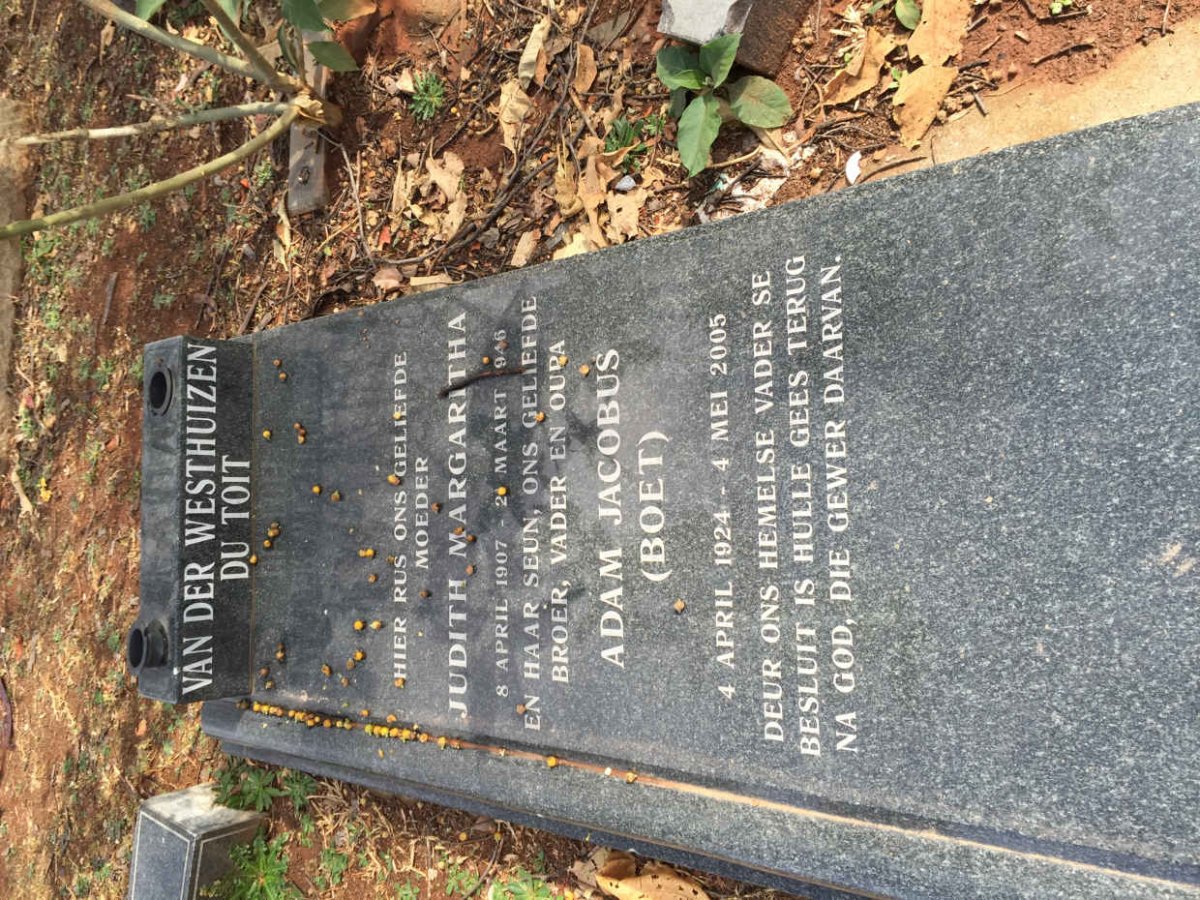 VAN DER WESTHUIZEN
DU TOIT
HIER RUS ONS GELIEFDE
MOEDER
JUDITH MARGARITHA
8 APRIL 1907 - 2 MAART 1946
EN HAAR SEUN, ONS GELIEFDE
BROER, VADER EN OUPA
ADAM JACOBUS
(BOET)
4 APRIL 1924 - 4 MEI 2005
DEUR ONS HEMELSE VADER SE
BESLUIT IS HULLE GEES TERUG
NA GOD, DIE GEWER DAARVAN.